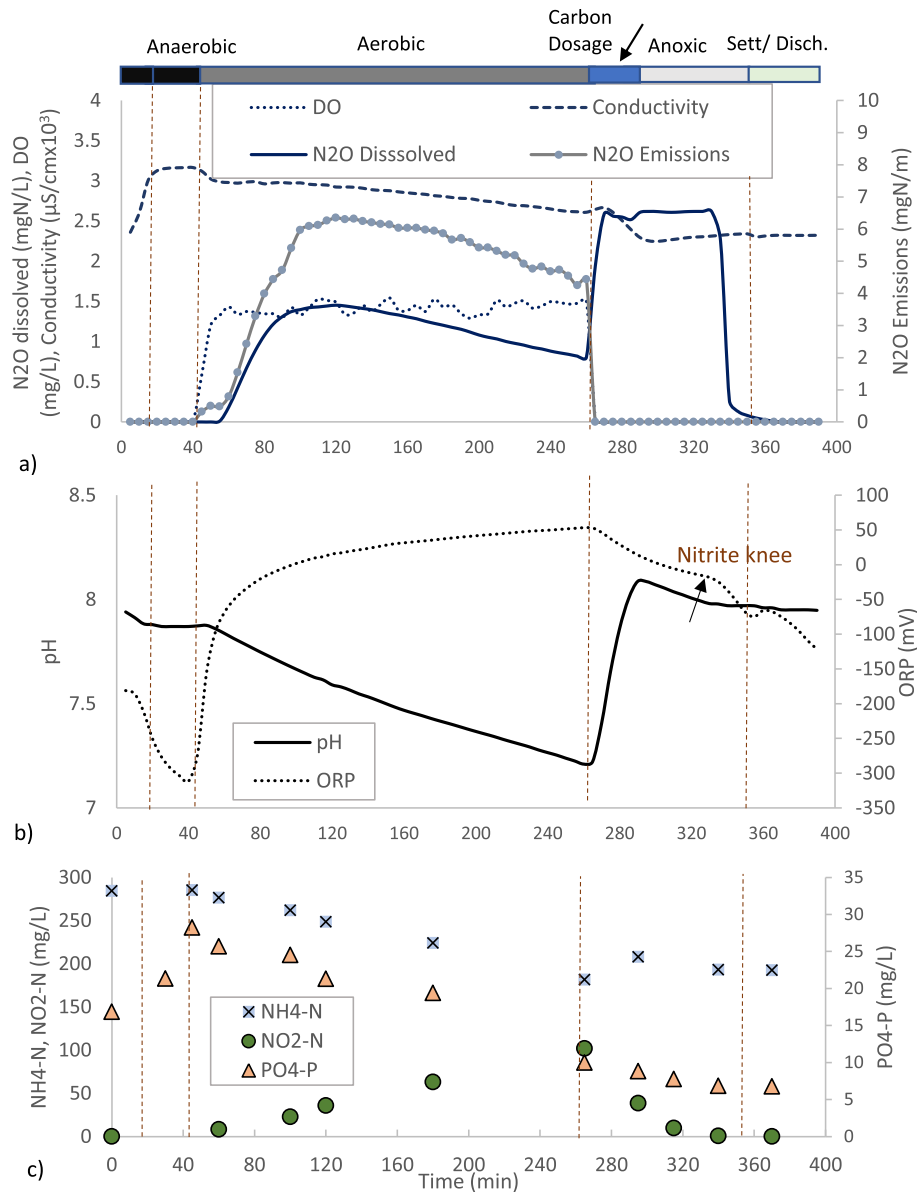 Carbon
Dosage
Anaerobic
Aerobic
Anoxic
Sett/ Disch.
DO
Conductivity
N2O Disssolved
N2O Emissions
N2O dissolved (mgN/L), DO
(mg/L), Conductivity (µS/cmx10³)
4
3.5
3
2.5
2
1.5
1
0.5
0
10
9
8
7
6
5
4
3
2
1
0
N2O Emissions (mgN/m)
0 40 80 120 160 200 240 280 320 360 400
a)
8.5
8
7.5
7
pH
100
50
0
-50
-100
-150
-200
-250
-300
-350
ORP (mV)
Nitrite knee
pH
ORP
0 40 80 120 160 200 240 280 320 360 400
b)
300
250
200
150
100
50
0
NH4-N, NO2-N (mg/L)
35
30
25
20
15
10
5
0
PO4-P (mg/L)
NH4-N
NO2-N
PO4-P
0 40 80 120 160 200 240 280 320 360 400
Time (min)
c)